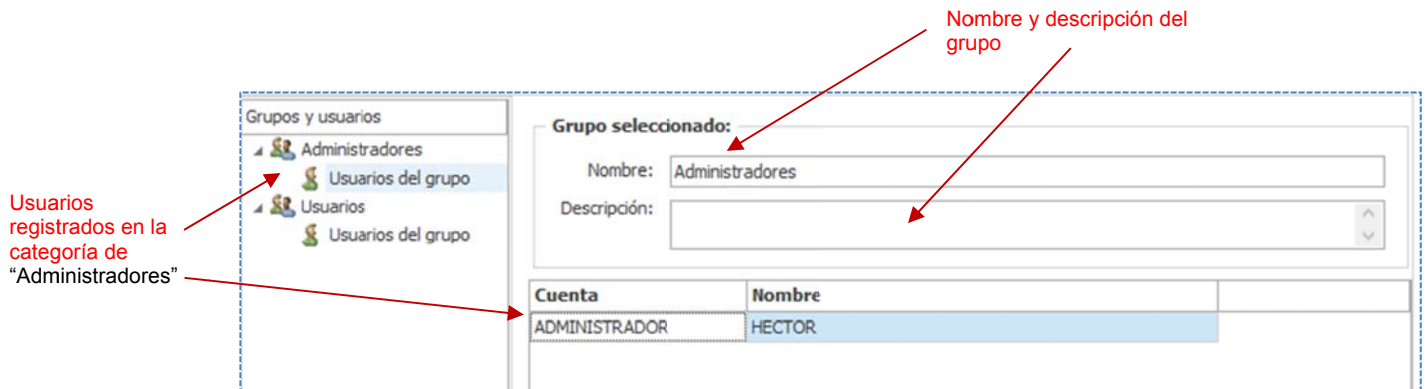 Nombre y descripción del
grupo
Grupos y usuarios
Administradores
Usuarios del grupo
Usuarios
Usuarios del grupo
Usuarios
registrados en la
categoría de
“Administradores”
Grupo seleccionado:
Nombre: Administradores
Descripción:
Cuenta Nombre
ADMINISTRADOR HECTOR